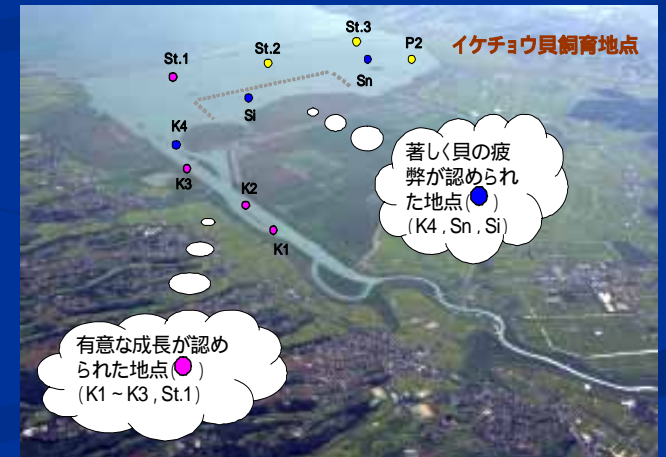 イケチョウ貝飼育地点
St.3
St.2
P2
St.1
Sn
Si
K4
K3
K2
K1
著しく貝の疲
弊が認められ
た地点( )
(K4 , Sn , Si)
有意な成長が認め
られた地点( )
(K1 ~ K3 , St.1)